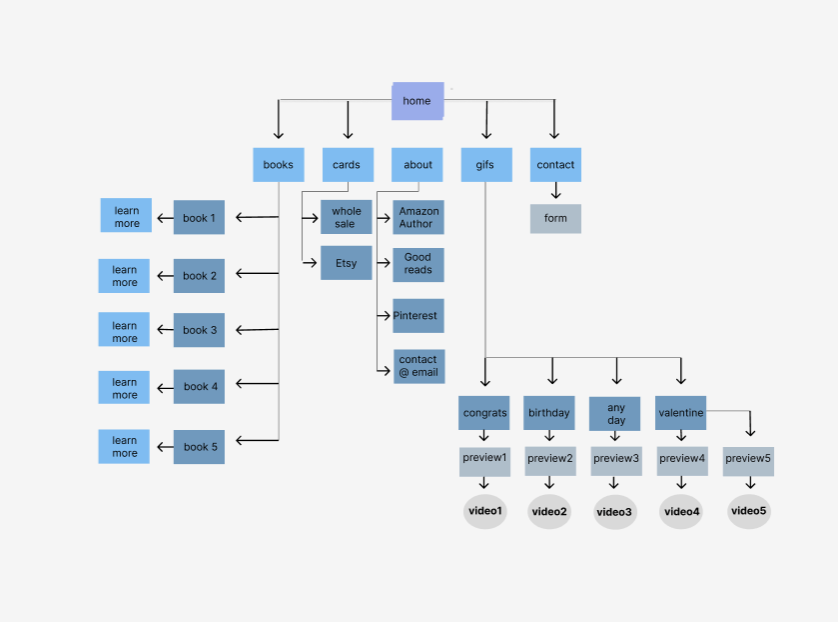 home
books
cards
about
gifs
contact
learn
more
book 1
whole
sale
Amazon
Author
form
learn
more
book 2
Etsy
Good
reads
learn
more
book 3
Pinterest
learn
more
book 4
contact
@ email
congrats
birthday
any
day
valentine
learn
more
book 5
preview1
preview2
preview3
preview4
preview5
video1
video2
video3
video4
video5